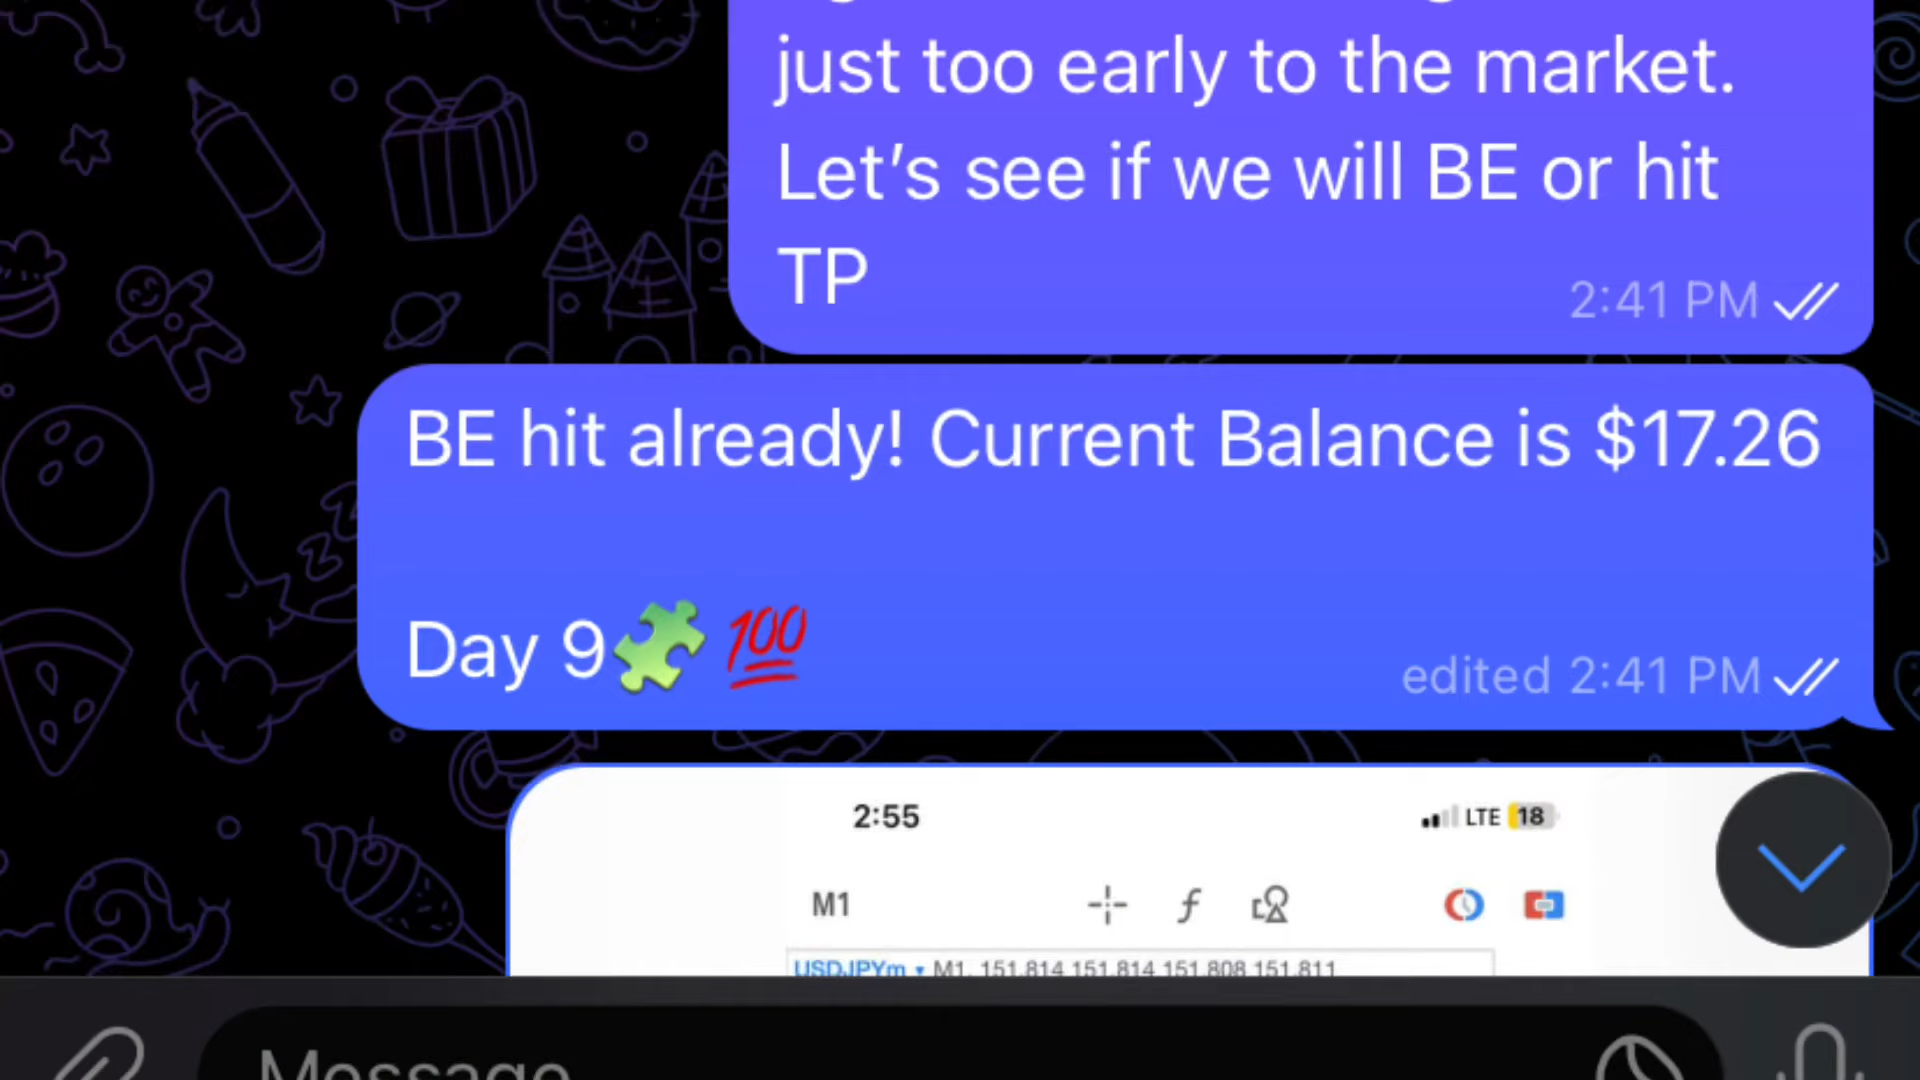 just too early to the market.
Let’s see if we will BE or hit
TP
2:41 PM
BE hit already! Current Balance is $17.26
Day 9🧩 💯
edited 2:41 PM
2:55 LTE 18
M1
USDJPYm M1, 151.814 151.814 151.808 151.811
Message